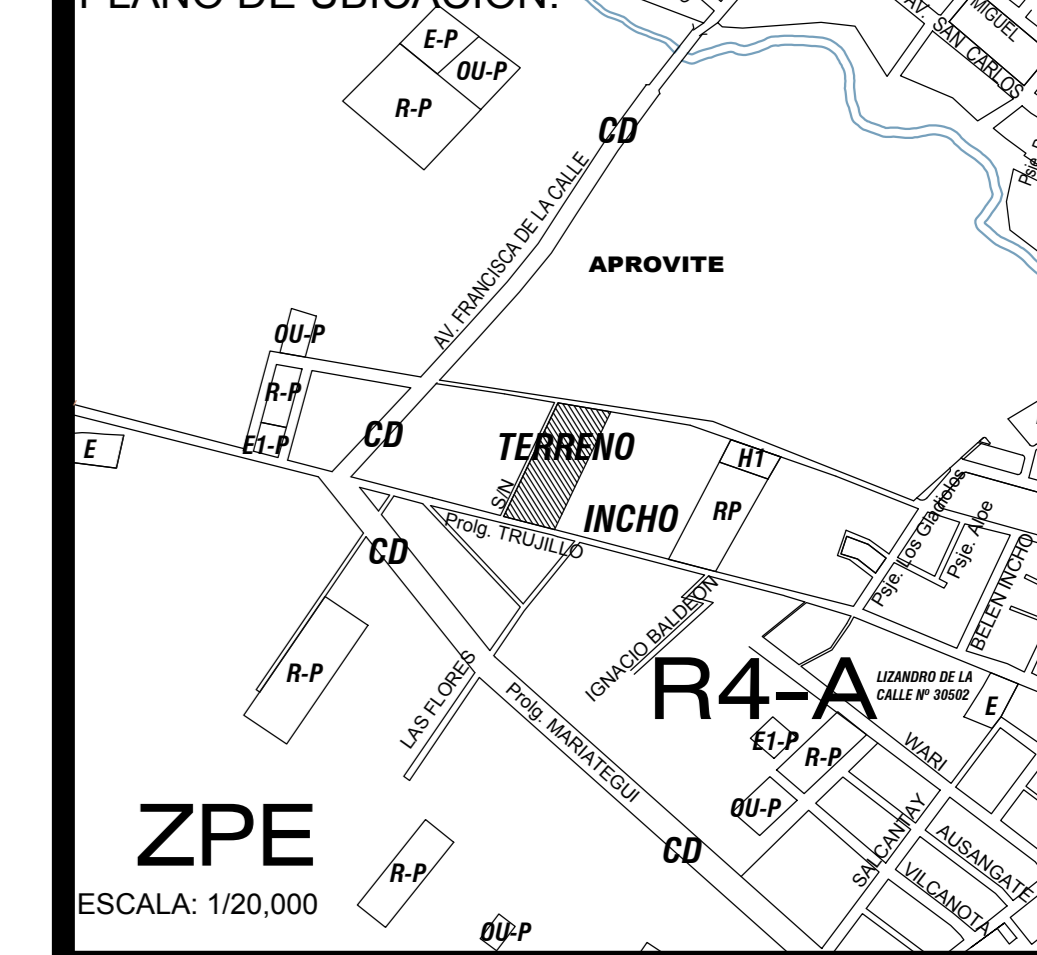 PLANO DE UBICACIÓN:
E-P
OU-P
R-P
MIGUEL
AV. SAN CARLOS
CD
AV. FRANCISCA DE LA CALLE
APROVITE
OU-P
R-P
E1-P
E
CD
TERRENO
S/N
INCHO
H1
RP
Prolg. TRUJILLO
CD
Psje. Los Gladiolos
Psje. Aloe
BELEN INCHO
IGNACIO BALDEON
R-P
LAS FLORES
R4-A
LIZANDRO DE LA
CALLE Nº 30502
E
Prolg. MARIATEGUI
E1-P
R-P
WARI
OU-P
ZPE
CD
SALCANTAY
AUSANGATE
VILCANOTA
R-P
ESCALA: 1/20,000
OU-P